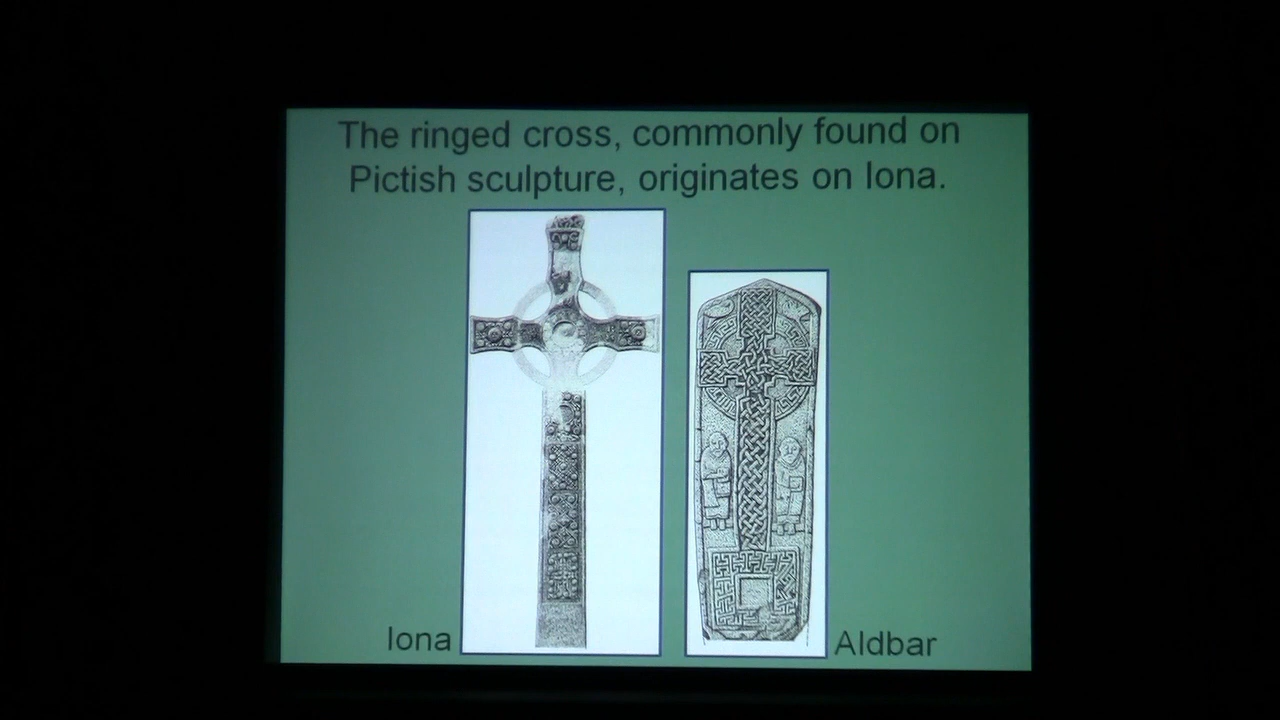 The ringed cross, commonly found on
Pictish sculpture, originates on Iona.
Iona
Aldbar